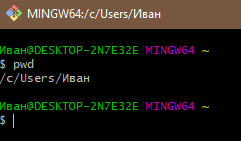 MINGW64:/c/Users/Иван
Иван@DESKTOP-2N7E32E MINGW64 ~
$ pwd
/c/Users/Иван
Иван@DESKTOP-2N7E32E MINGW64 ~
$